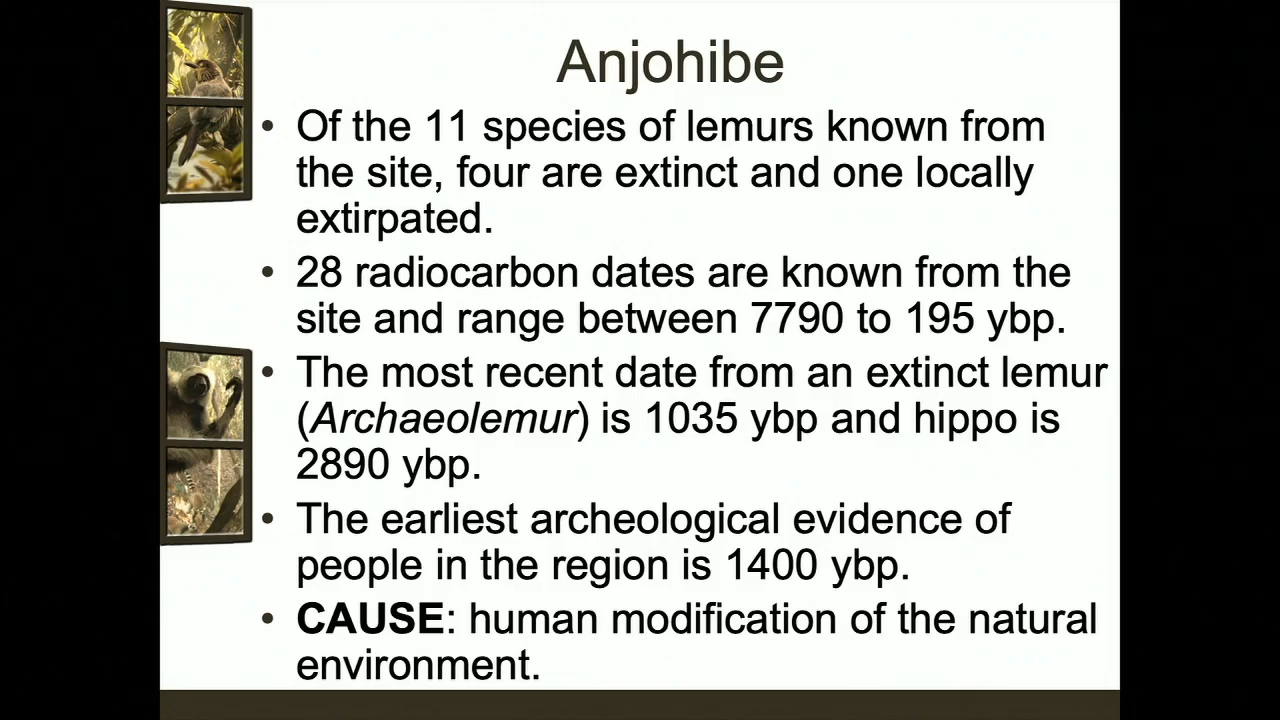 Anjohibe
• Of the 11 species of lemurs known from
the site, four are extinct and one locally
extirpated.
• 28 radiocarbon dates are known from the
site and range between 7790 to 195 ybp.
• The most recent date from an extinct lemur
(Archaeolemur) is 1035 ybp and hippo is
2890 ybp.
• The earliest archeological evidence of
people in the region is 1400 ybp.
• CAUSE: human modification of the natural
environment.